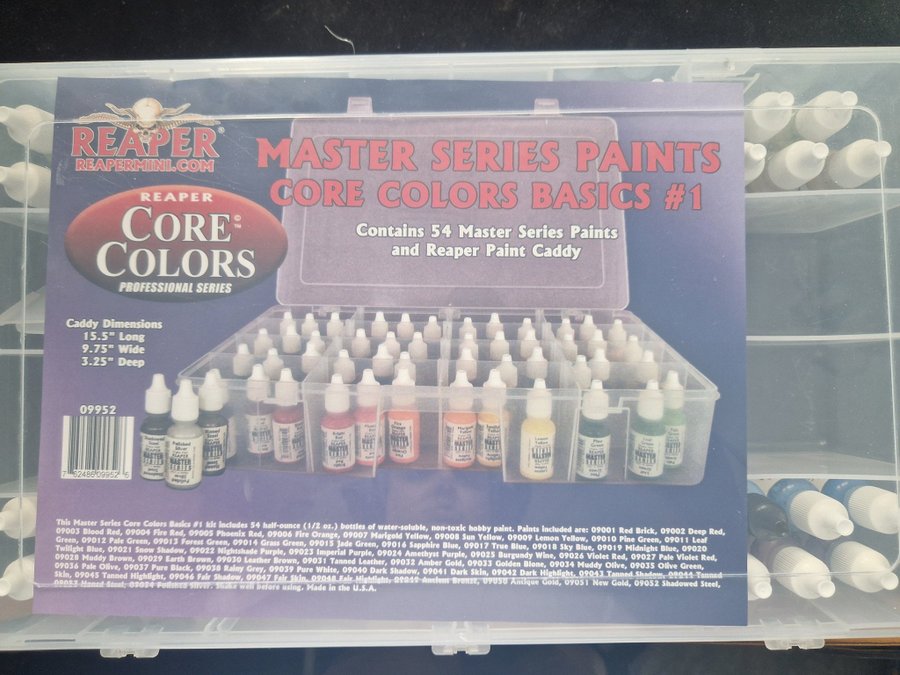 REAPER®
REAPERMINI.COM
MASTER SERIES PAINTS
CORE COLORS BASICS #1
Contains 54 Master Series Paints
and Reaper Paint Caddy
REAPER
CORE©™
COLORS
PROFESSIONAL SERIES
Caddy Dimensions
15.5" Long
9.75" Wide
3.25" Deep
09952
7 62486 09952 6
Polished
Silver
MASTER
SERIES
Lemon
Yellow
This Master Series Core Colors Basics #1 kit includes 54 half-ounce (1/2 oz.) bottles of water-soluble, non-toxic hobby paint. Paints included are: 09001 Red Brick, 09002 Deep Red,
09003 Blood Red, 09004 Fire Red, 09005 Phoenix Red, 09006 Fire Orange, 09007 Marigold Yellow, 09008 Sun Yellow, 09009 Lemon Yellow, 09010 Pine Green, 09011 Leaf
Green, 09012 Pale Green, 09013 Forest Green, 09014 Grass Green, 09015 Jade Green, 09016 Sapphire Blue, 09017 True Blue, 09018 Sky Blue, 09019 Midnight Blue, 09020
Twilight Blue, 09021 Snow Shadow, 09022 Nightshade Purple, 09023 Imperial Purple, 09024 Amethyst Purple, 09025 Burgundy Wine, 09026 Violet Red, 09027 Pale Violet Red,
09028 Muddy Brown, 09029 Earth Brown, 09030 Leather Brown, 09031 Tanned Leather, 09032 Amber Gold, 09033 Golden Blone, 09034 Muddy Olive, 09035 Olive Green,
09036 Pale Olive, 09037 Pure Black, 09038 Rainy Grey, 09039 Pure White, 09040 Dark Shadow, 09041 Dark Skin, 09042 Dark Highlight, 09043 Tanned Shadow, 09044 Tanned
Skin, 09045 Tanned Highlight, 09046 Fair Shadow, 09047 Fair Skin, 09048 Fair Highlight, 09049 Ancient Bronze, 09050 Antique Gold, 09051 New Gold, 09052 Shadowed Steel,
09053 Honed Steel, 09054 Polished Silver. Shake well before using. Made in the U.S.A.